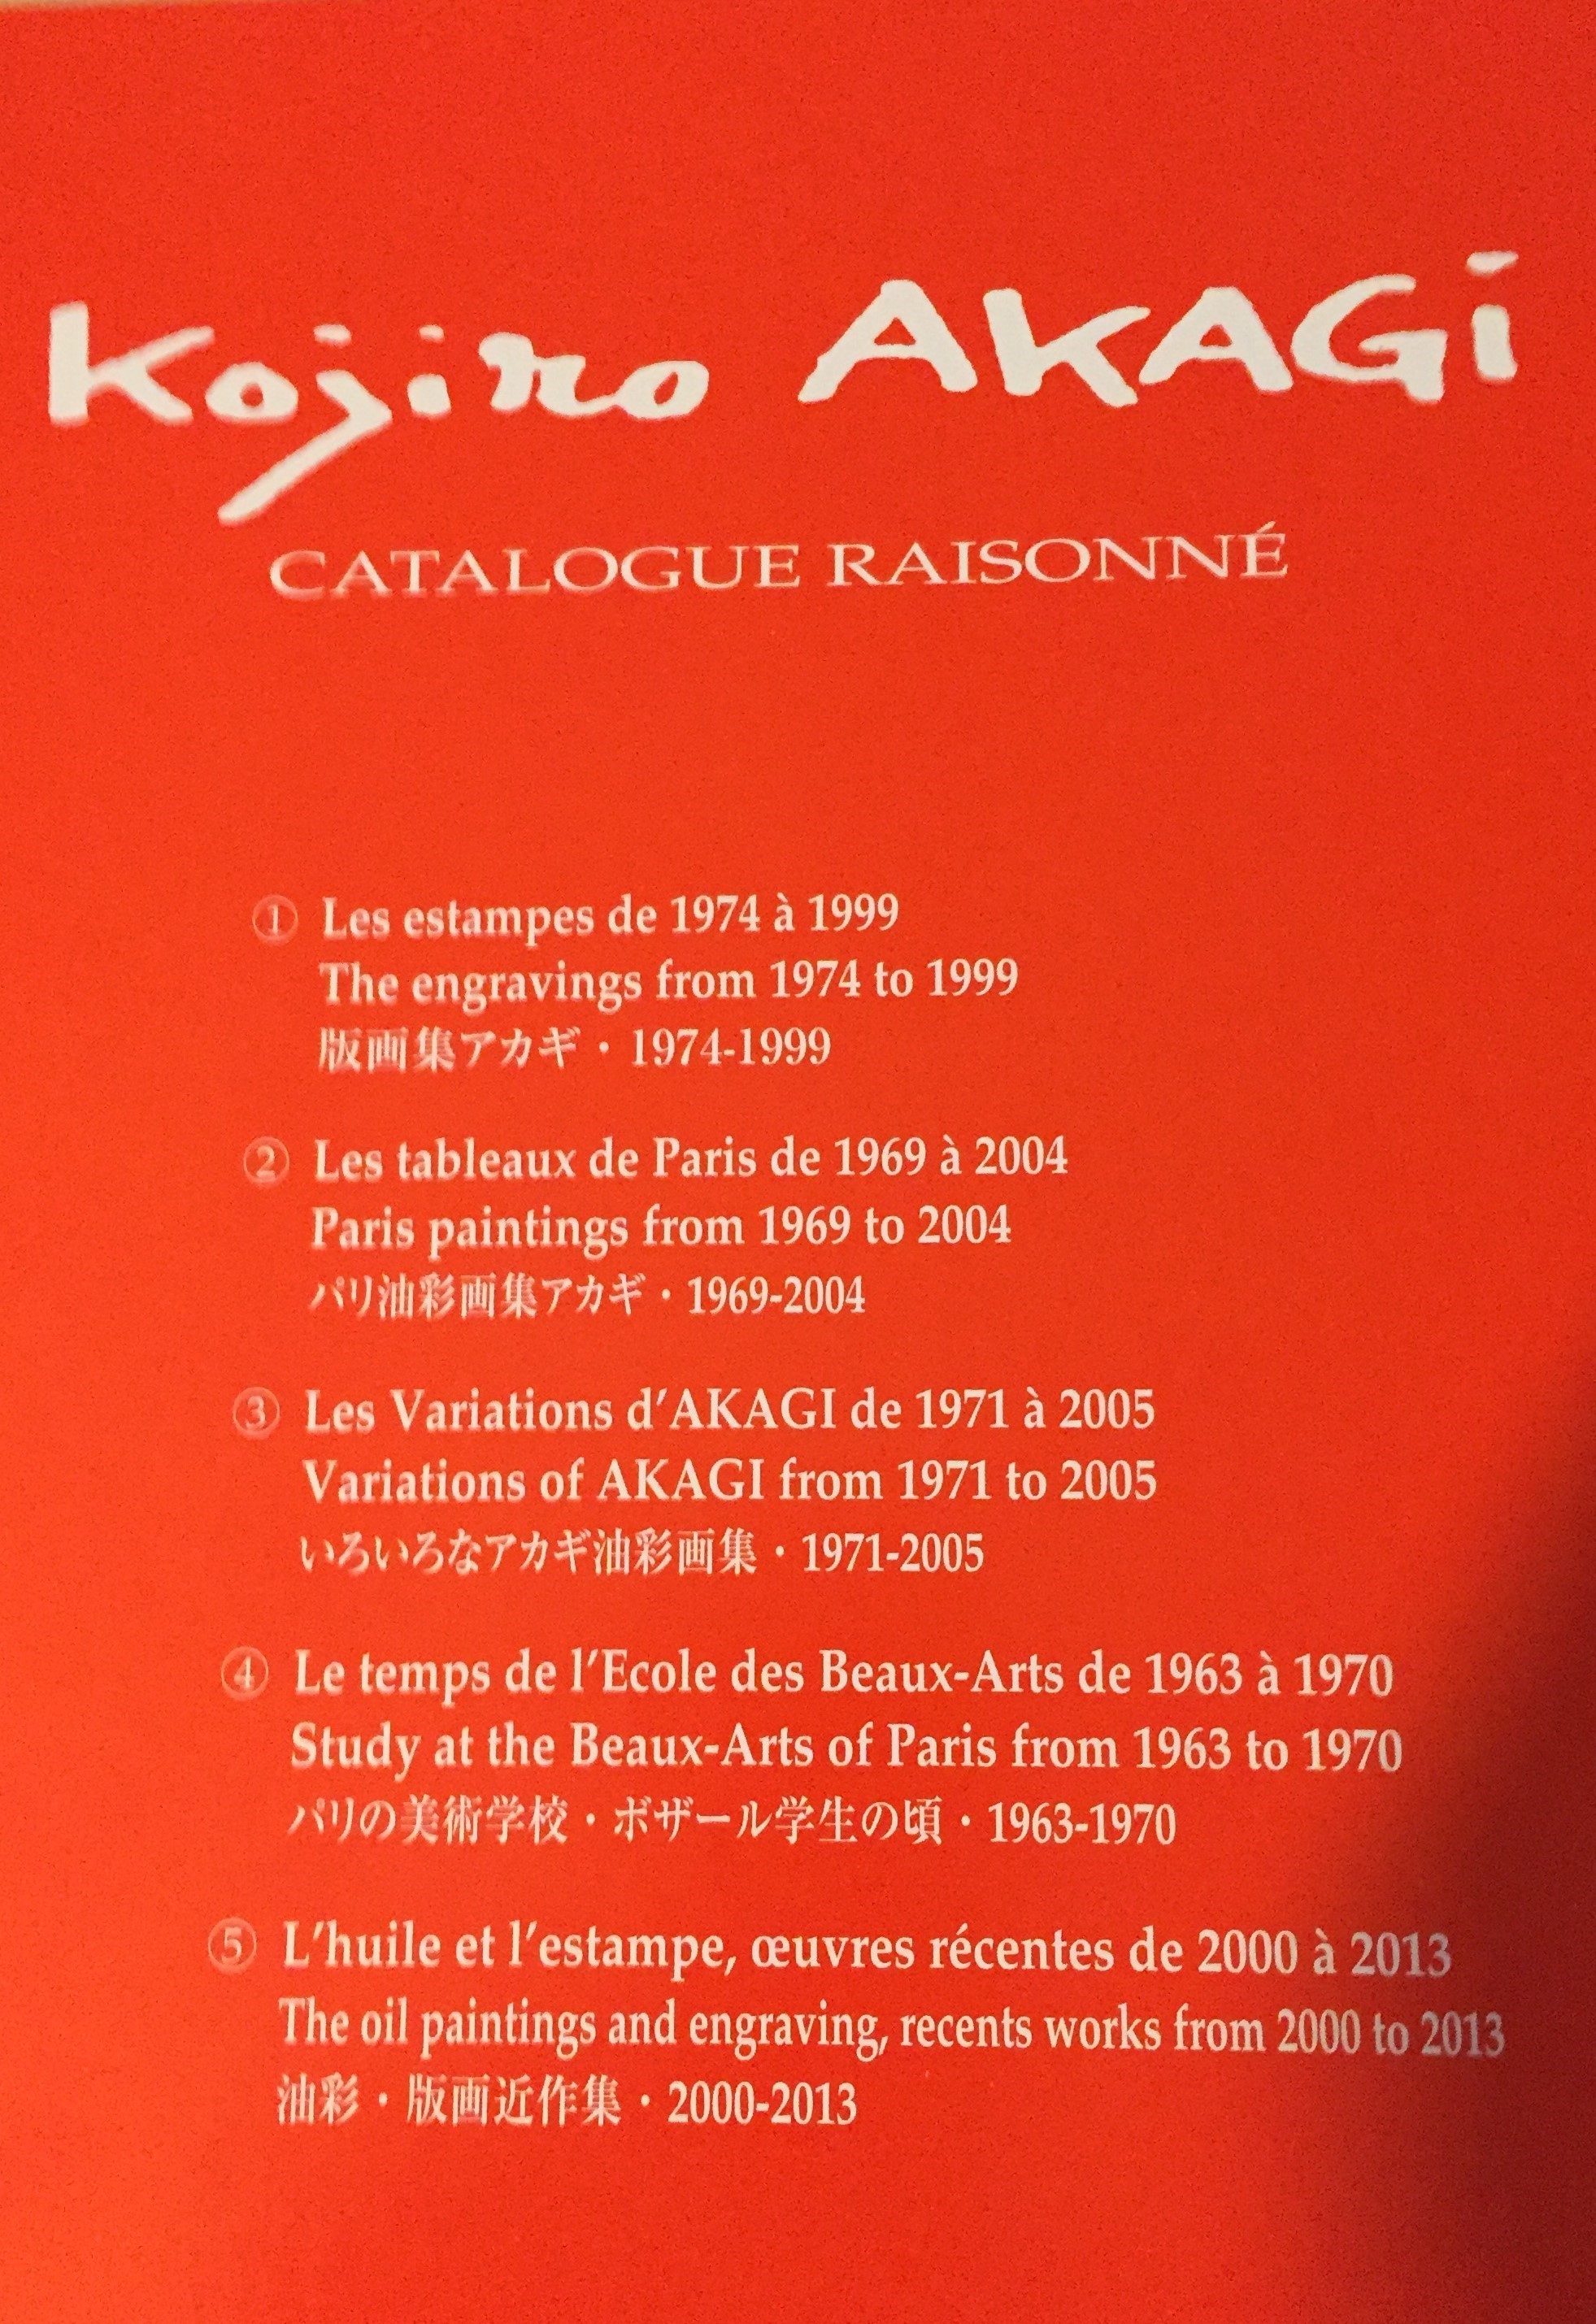 Kojiro AKAGI
CATALOGUE RAISONNÉ
① Les estampes de 1974 à 1999
The engravings from 1974 to 1999
版画集アカギ・1974-1999
② Les tableaux de Paris de 1969 à 2004
Paris paintings from 1969 to 2004
パリ油彩画集アカギ・1969-2004
③ Les Variations d’AKAGI de 1971 à 2005
Variations of AKAGI from 1971 to 2005
いろいろなアカギ油彩画集・1971-2005
④ Le temps de l’Ecole des Beaux-Arts de 1963 à 1970
Study at the Beaux-Arts of Paris from 1963 to 1970
パリの美術学校・ボザール学生の頃・1963-1970
⑤ L’huile et l’estampe, œuvres récentes de 2000 à 2013
The oil paintings and engraving, recents works from 2000 to 2013
油彩・版画近作集・2000-2013